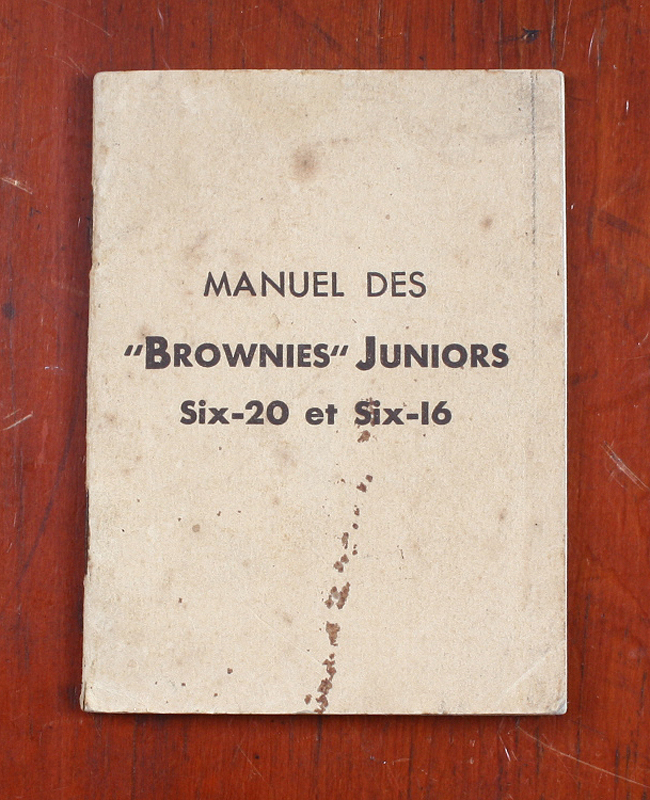 MANUEL DES
"BROWNIES" JUNIORS
Six-20 et Six-16